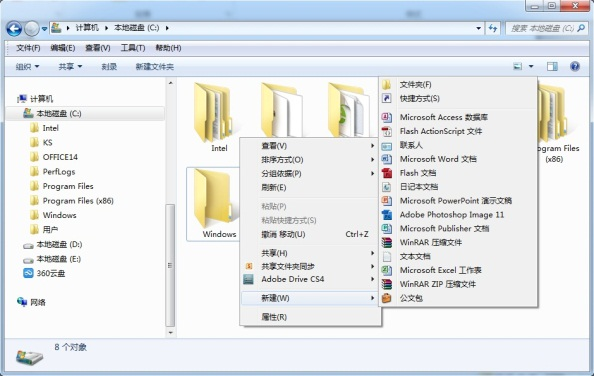 计算机 ▸ 本地磁盘 (C:) ▸
搜索 本地磁盘 (C:)
文件(F) 编辑(E) 查看(V) 工具(T) 帮助(H)
组织 共享 刻录 新建文件夹
计算机
本地磁盘 (C:)
Intel
KS
OFFICE14
PerfLogs
Program Files
Program Files (x86)
Windows
用户
本地磁盘 (D:)
本地磁盘 (E:)
360云盘
网络
Intel
Program Files
(x86)
Windows
查看(V)
排序方式(O)
分组依据(P)
刷新(E)
粘贴(P)
粘贴快捷方式(S)
撤消 移动(U) Ctrl+Z
共享(H)
共享文件夹同步
Adobe Drive CS4
新建(W)
属性(R)
文件夹(F)
快捷方式(S)
Microsoft Access 数据库
Flash ActionScript 文件
联系人
Microsoft Word 文档
Flash 文档
日记本文档
Microsoft PowerPoint 演示文稿
Adobe Photoshop Image 11
Microsoft Publisher 文档
WinRAR 压缩文件
文本文档
Microsoft Excel 工作表
WinRAR ZIP 压缩文件
公文包
8 个对象